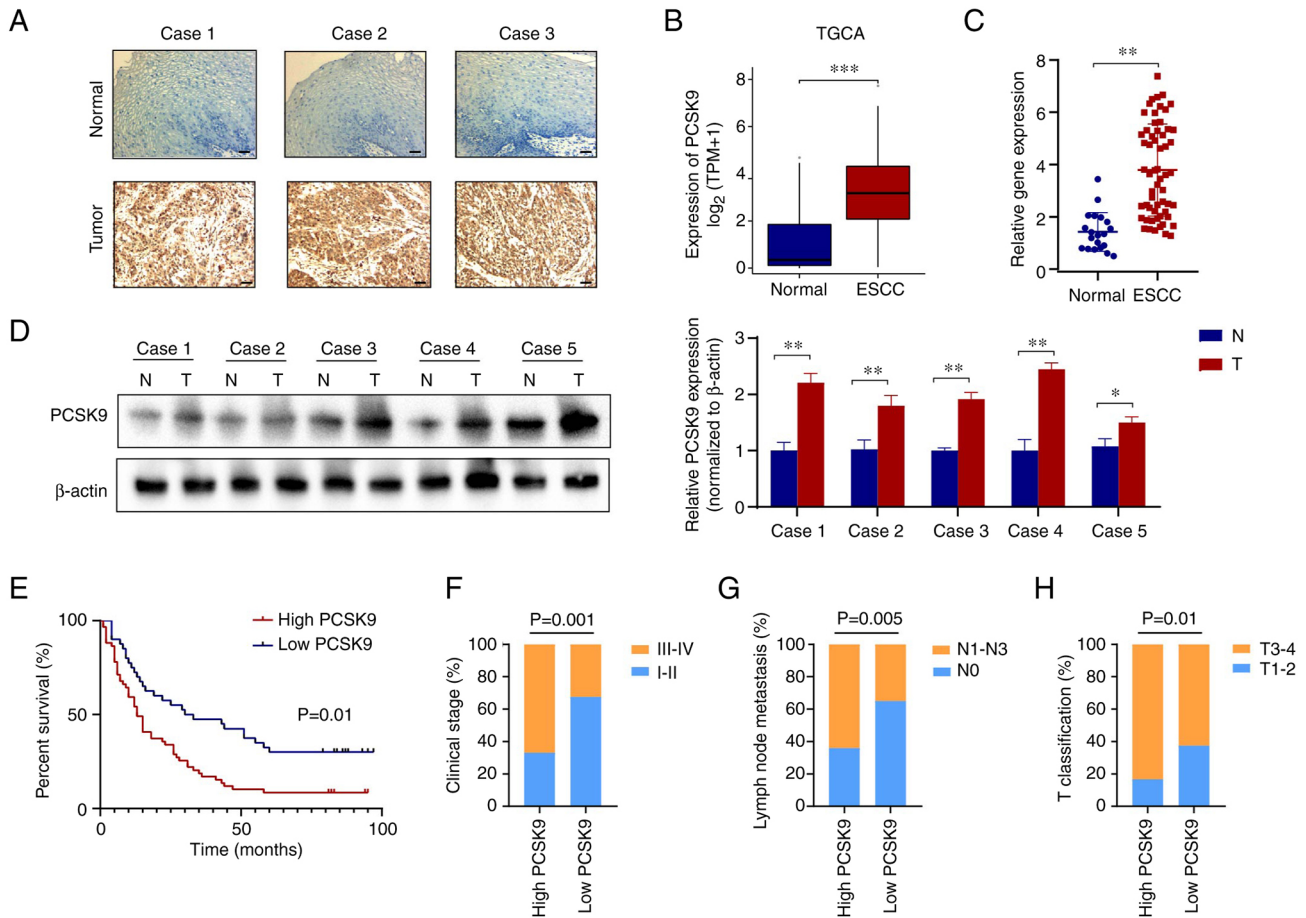 A
Case 1
Case 2
Case 3
Normal
Tumor
B
TGCA
***
Expression of PCSK9
log2 (TPM+1)
8
6
4
2
0
Normal
ESCC
C
**
Relative gene expression
8
6
4
2
0
Normal
ESCC
D
Case 1
Case 2
Case 3
Case 4
Case 5
N T N T N T N T N T
PCSK9
β-actin
Relative PCSK9 expression
(normalized to β-actin)
3
2
1
0
**
**
**
**
*
Case 1
Case 2
Case 3
Case 4
Case 5
N
T
E
Percent survival (%)
100
50
0
High PCSK9
Low PCSK9
P=0.01
0
50
100
Time (months)
F
P=0.001
Clinical stage (%)
100
80
60
40
20
0
III-IV
I-II
High PCSK9
Low PCSK9
G
P=0.005
Lymph node metastasis (%)
100
80
60
40
20
0
N1-N3
N0
High PCSK9
Low PCSK9
H
P=0.01
T classification (%)
100
80
60
40
20
0
T3-4
T1-2
High PCSK9
Low PCSK9